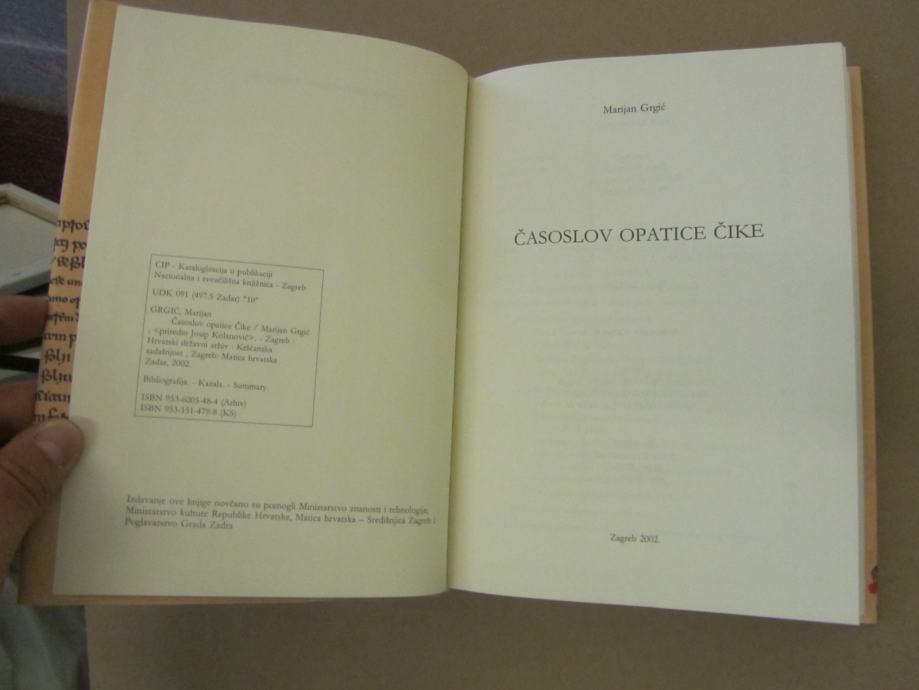 CIP - Katalogizacija u publikaciji
Nacionalna i sveučilišna knjižnica - Zagreb
UDK 091 (497.5 Zadar) "10"
GRGIĆ, Marijan
Časoslov opatice Čike / Marijan Grgić
; <priredio Josip Kolanović>. - Zagreb :
Hrvatski državni arhiv - Kršćanska
sadašnjost ; Zagreb: Matica hrvatska
Zadar, 2002.
Bibliografija. - Kazala. - Summary.
ISBN 953-6005-48-4 (Arhiv)
ISBN 953-151-479-8 (KS)
Izdavanje ove knjige novčano su pomogli Ministarstvo znanosti i tehnologije,
Ministarstvo kulture Republike Hrvatske, Matica hrvatska – Središnjica Zagreb i
Poglavarstvo Grada Zadra
Marijan Grgić
ČASOSLOV OPATICE ČIKE
Zagreb 2002.